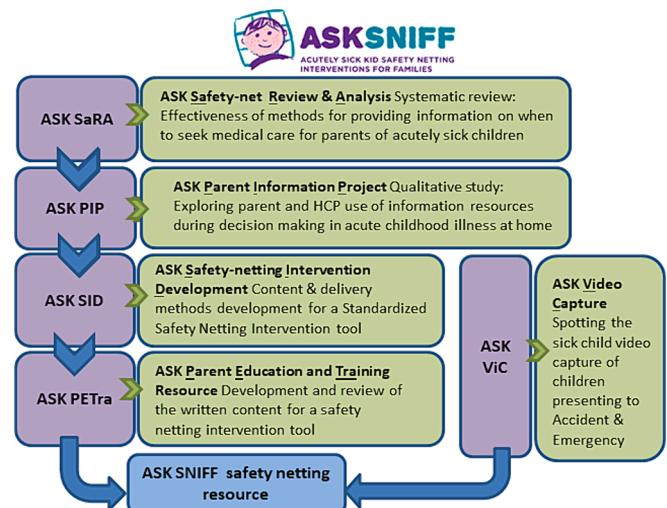 ASKSNIFF
ACUTELY SICK KID SAFETY NETTING
INTERVENTIONS FOR FAMILIES
ASK SaRA
ASK Safety-net Review & Analysis Systematic review:
Effectiveness of methods for providing information on when
to seek medical care for parents of acutely sick children
ASK PIP
ASK Parent Information Project Qualitative study:
Exploring parent and HCP use of information resources
during decision making in acute childhood illness at home
ASK SID
ASK Safety-netting Intervention
Development Content & delivery
methods development for a Standardized
Safety Netting Intervention tool
ASK PETra
ASK Parent Education and Training
Resource Development and review of
the written content for a safety
netting intervention tool
ASK
ViC
ASK Video
Capture
Spotting the
sick child video
capture of
children
presenting to
Accident &
Emergency
ASK SNIFF safety netting
resource